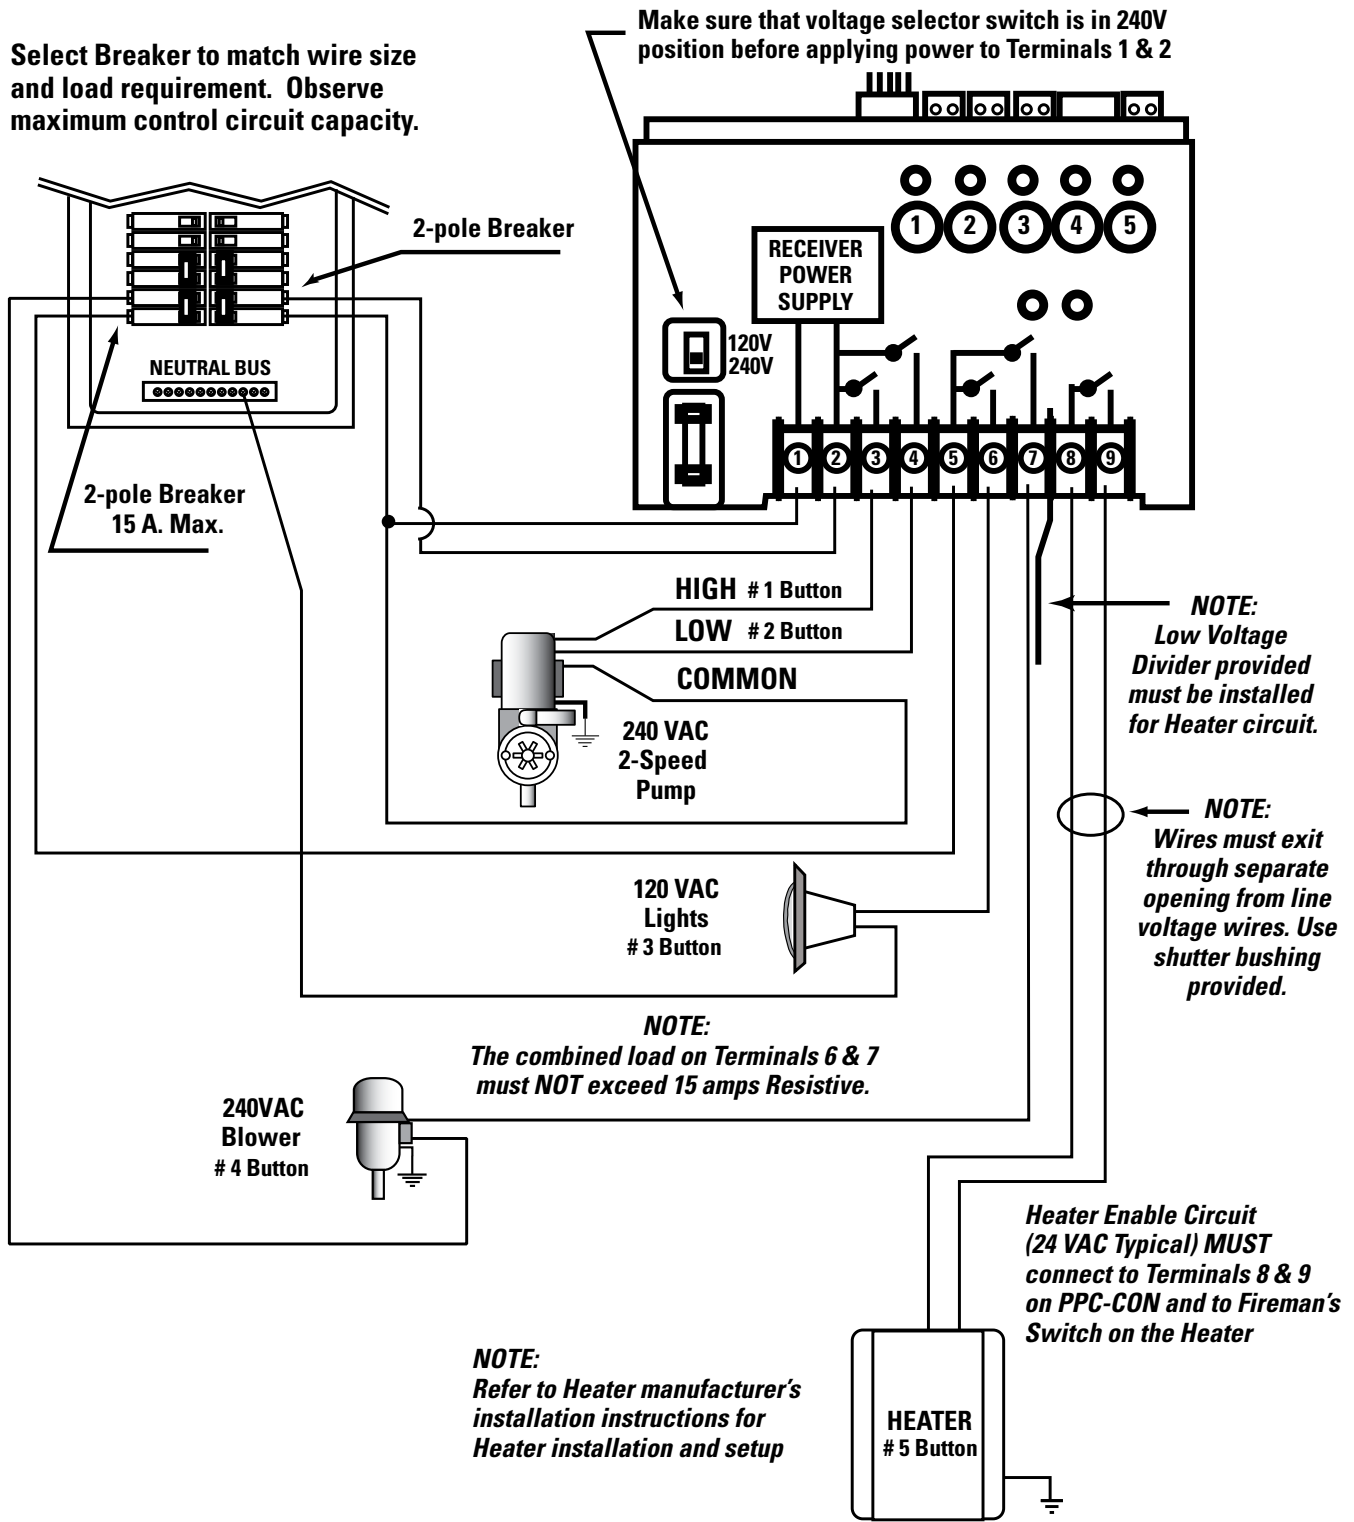 Make sure that voltage selector switch is in 240V
position before applying power to Terminals 1 & 2
Select Breaker to match wire size
and load requirement.  Observe
maximum control circuit capacity.
2-pole Breaker
NEUTRAL BUS
2-pole Breaker
15 A. Max.
1 2 3 4 5
RECEIVER
POWER
SUPPLY
120V
240V
1 2 3 4 5 6 7 8 9
HIGH # 1 Button
LOW # 2 Button
COMMON
240 VAC
2-Speed
Pump
NOTE:
Low Voltage
Divider provided
must be installed
for Heater circuit.
NOTE:
Wires must exit
through separate
opening from line
voltage wires. Use
shutter bushing
provided.
120 VAC
Lights
# 3 Button
NOTE:
The combined load on Terminals 6 & 7
must NOT exceed 15 amps Resistive.
240VAC
Blower
# 4 Button
Heater Enable Circuit
(24 VAC Typical) MUST
connect to Terminals 8 & 9
on PPC-CON and to Fireman's
Switch on the Heater
NOTE:
Refer to Heater manufacturer's
installation instructions for
Heater installation and setup
HEATER
# 5 Button